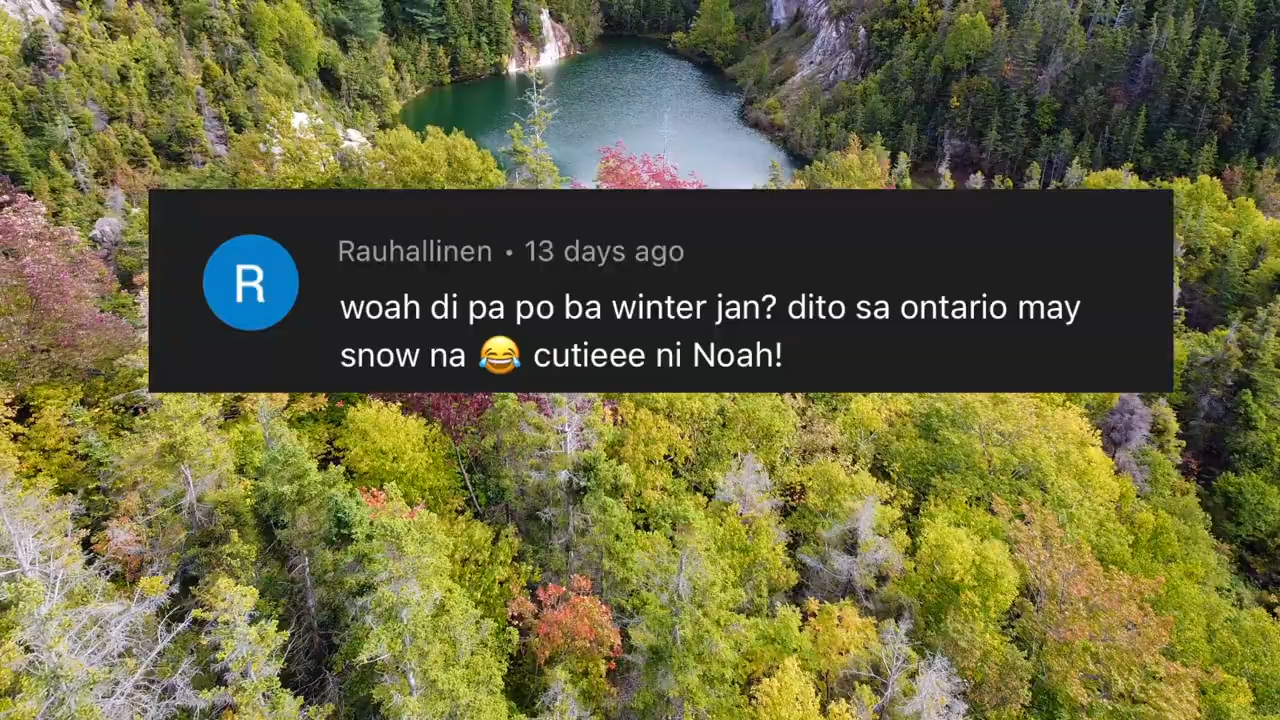 R
Rauhallinen • 13 days ago
woah di pa po ba winter jan? dito sa ontario may
snow na 😂 cutieee ni Noah!